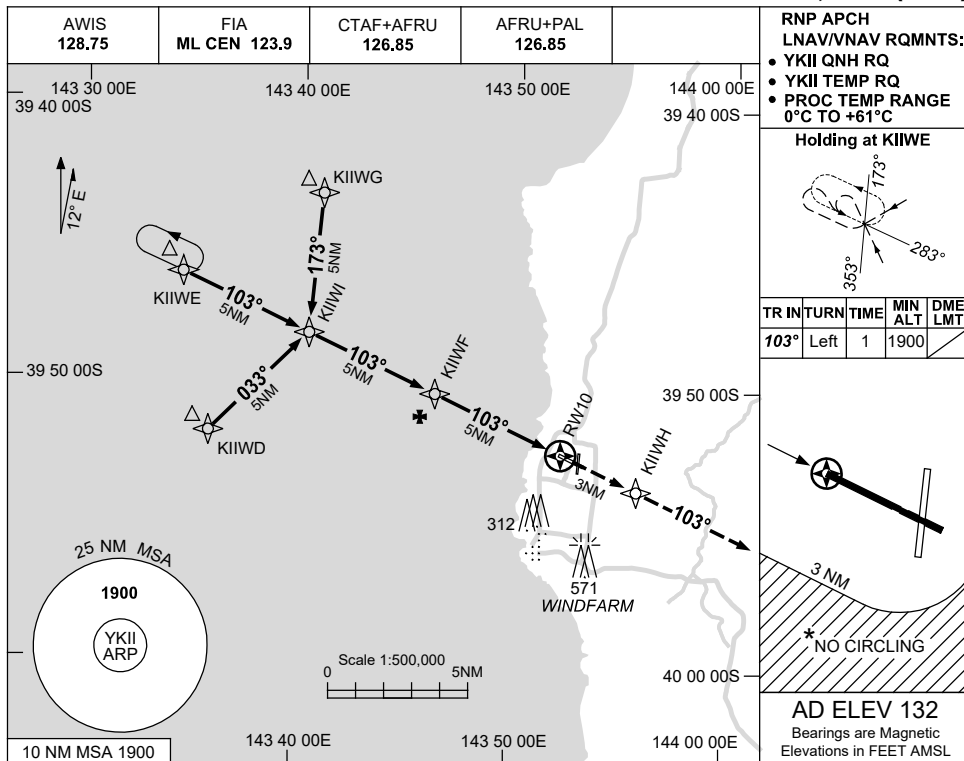 AWIS
128.75
FIA
ML CEN 123.9
CTAF+AFRU
126.85
AFRU+PAL
126.85
RNP APCH
LNAV/VNAV RQMNTS:
• YKII QNH RQ
• YKII TEMP RQ
• PROC TEMP RANGE
0°C TO +61°C
143 30 00E
143 40 00E
143 50 00E
144 00 00E
39 40 00S
39 40 00S
12° E
KIIWG
173°
5NM
KIIWE
103°
5NM
KIIWI
103°
5NM
KIIWF
033°
5NM
KIIWD
39 50 00S
39 50 00S
103°
5NM
RW10
3NM
KIIWH
103°
312
571
WINDFARM
25 NM MSA
1900
YKII
ARP
Scale 1:500,000
0
5NM
40 00 00S
10 NM MSA 1900
143 40 00E
143 50 00E
144 00 00E
Holding at KIIWE
173°
283°
353°
TR IN TURN TIME MIN ALT DME LMT
103° Left 1 1900
3 NM
*NO CIRCLING
AD ELEV 132
Bearings are Magnetic
Elevations in FEET AMSL